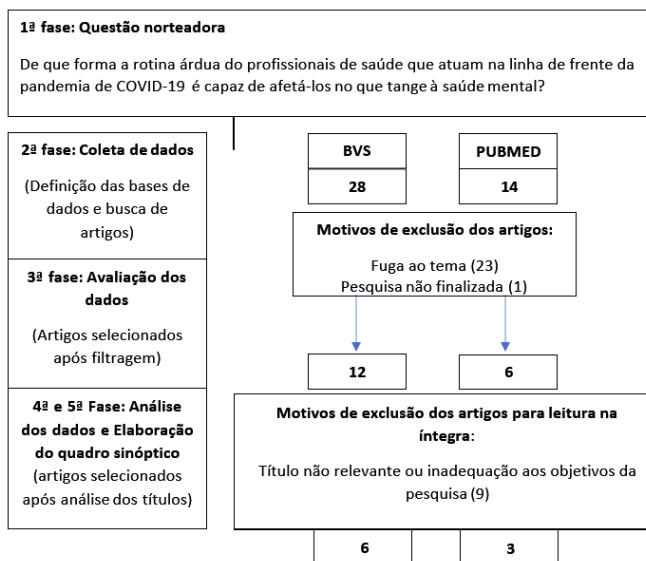 1ª fase: Questão norteadora
De que forma a rotina árdua do profissionais de saúde que atuam na linha de frente da
pandemia de COVID-19 é capaz de afetá-los no que tange à saúde mental?
2ª fase: Coleta de dados
(Definição das bases de
dados e busca de
artigos)
BVS
PUBMED
28
14
Motivos de exclusão dos artigos:
Fuga ao tema (23)
Pesquisa não finalizada (1)
3ª fase: Avaliação dos
dados
(Artigos selecionados
após filtragem)
12
6
4ª e 5ª Fase: Análise
dos dados e Elaboração
do quadro sinóptico
(artigos selecionados
após análise dos títulos)
Motivos de exclusão dos artigos para leitura na
íntegra:
Título não relevante ou inadequação aos objetivos da
pesquisa (9)
6
3